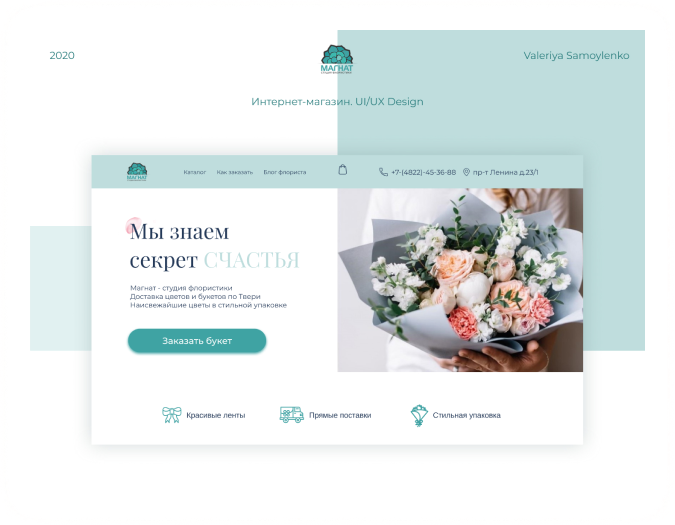 2020
МАГНАТ
СТУДИЯ ФЛОРИСТИКИ
Valeriya Samoylenko
Интернет-магазин. UI/UX Design
МАГНАТ
Каталог
Как заказать
Блог флориста
+7-(4822)-45-36-88
пр-т Ленина д.23/1
Мы знаем
секрет СЧАСТЬЯ
Магнат - студия флористики
Доставка цветов и букетов по Твери
Наисвежайшие цветы в стильной упаковке
Заказать букет
Красивые ленты
Прямые поставки
Стильная упаковка